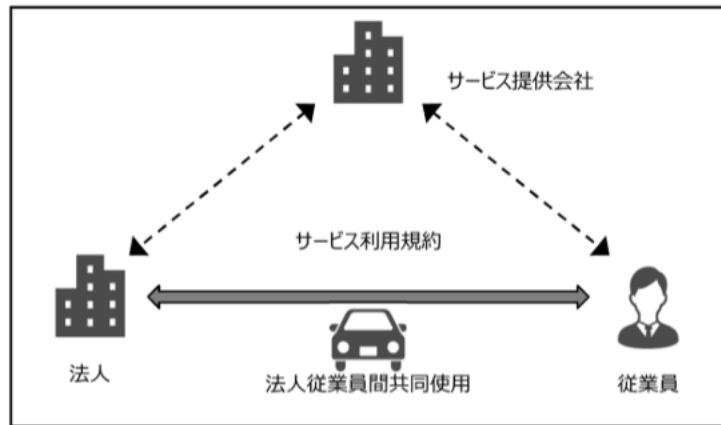 サービス提供会社
サービス利用規約
法人
法人従業員間共同使用
従業員